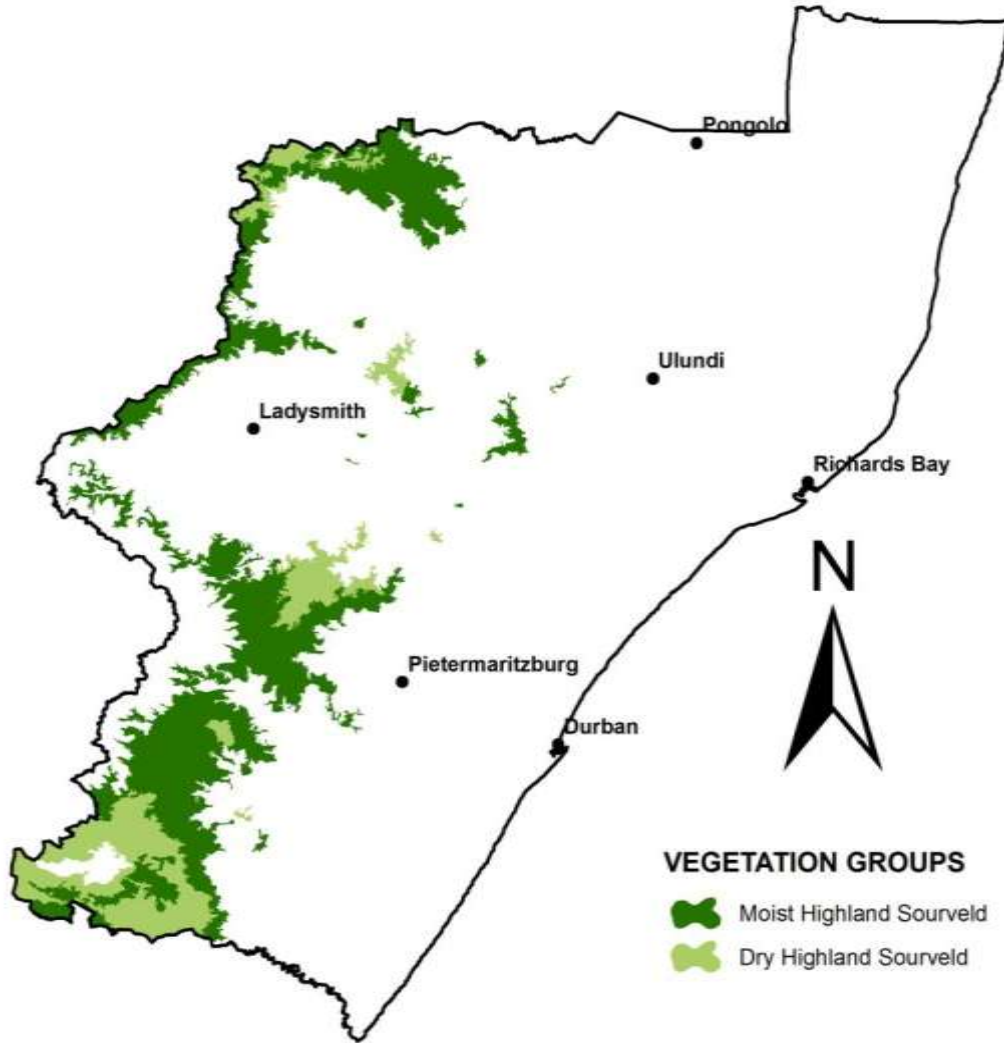 Pongolo
Ulundi
Ladysmith
Richards Bay
N
Pietermaritzburg
Durban
VEGETATION GROUPS
Moist Highland Sourveld
Dry Highland Sourveld